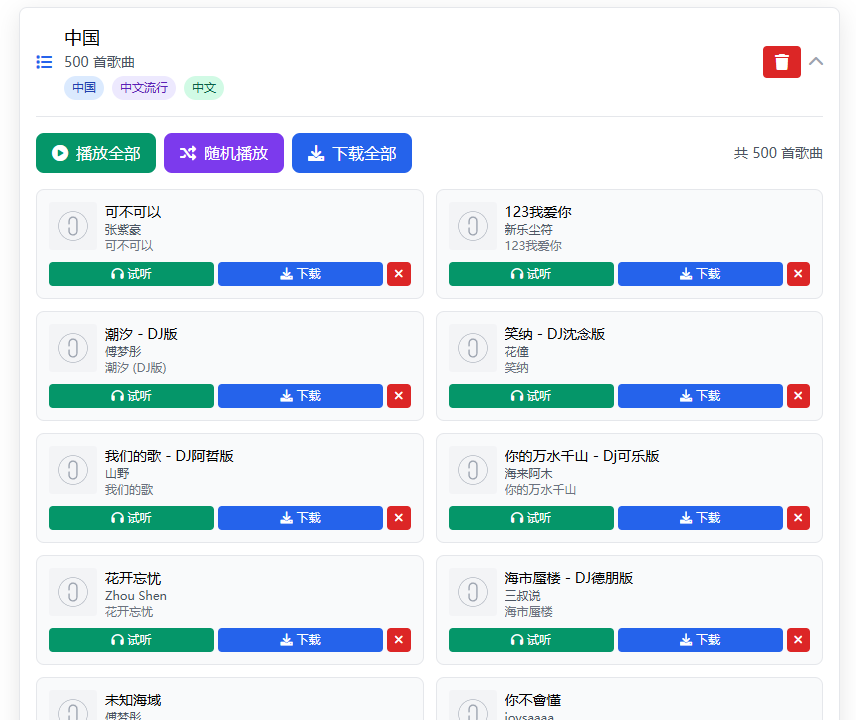 中国
500 首歌曲
中国 中文流行 中文
播放全部 随机播放 下载全部 共 500 首歌曲
可不可以
张紫豪
可不可以
试听 下载
123我爱你
新乐尘符
123我爱你
试听 下载
潮汐 - DJ版
傅梦彤
潮汐 (DJ版)
试听 下载
笑纳 - DJ沈念版
花僮
笑纳
试听 下载
我们的歌 - DJ阿哲版
山野
我们的歌
试听 下载
你的万水千山 - Dj可乐版
海来阿木
你的万水千山
试听 下载
花开忘忧
Zhou Shen
花开忘忧
试听 下载
海市蜃楼 - DJ德朋版
三叔说
海市蜃楼
试听 下载
未知海域
傅梦彤
你不會懂
joysaaaa